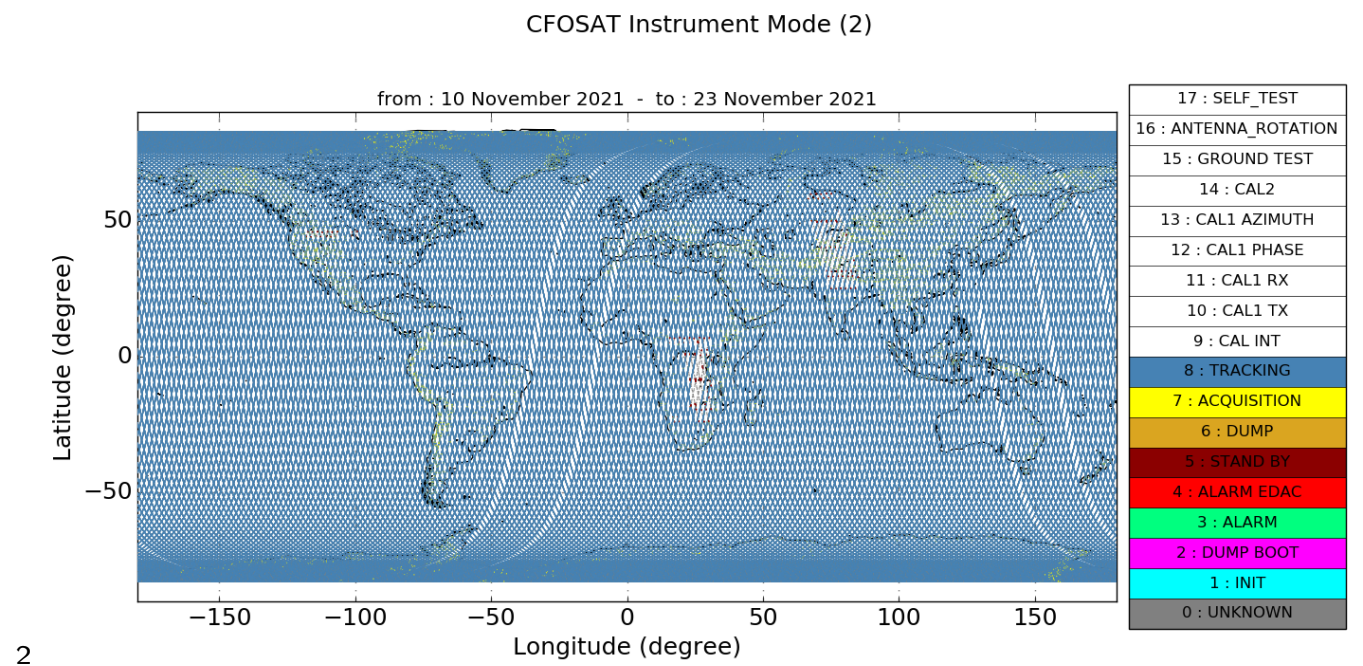 CFOSAT Instrument Mode (2)
from : 10 November 2021  -  to : 23 November 2021
17 : SELF_TEST
16 : ANTENNA_ROTATION
15 : GROUND TEST
14 : CAL2
13 : CAL1 AZIMUTH
12 : CAL1 PHASE
11 : CAL1 RX
10 : CAL1 TX
9 : CAL INT
8 : TRACKING
7 : ACQUISITION
6 : DUMP
5 : STAND BY
4 : ALARM EDAC
3 : ALARM
2 : DUMP BOOT
1 : INIT
0 : UNKNOWN
Latitude (degree)
50
0
−50
−150 −100 −50 0 50 100 150
Longitude (degree)
2